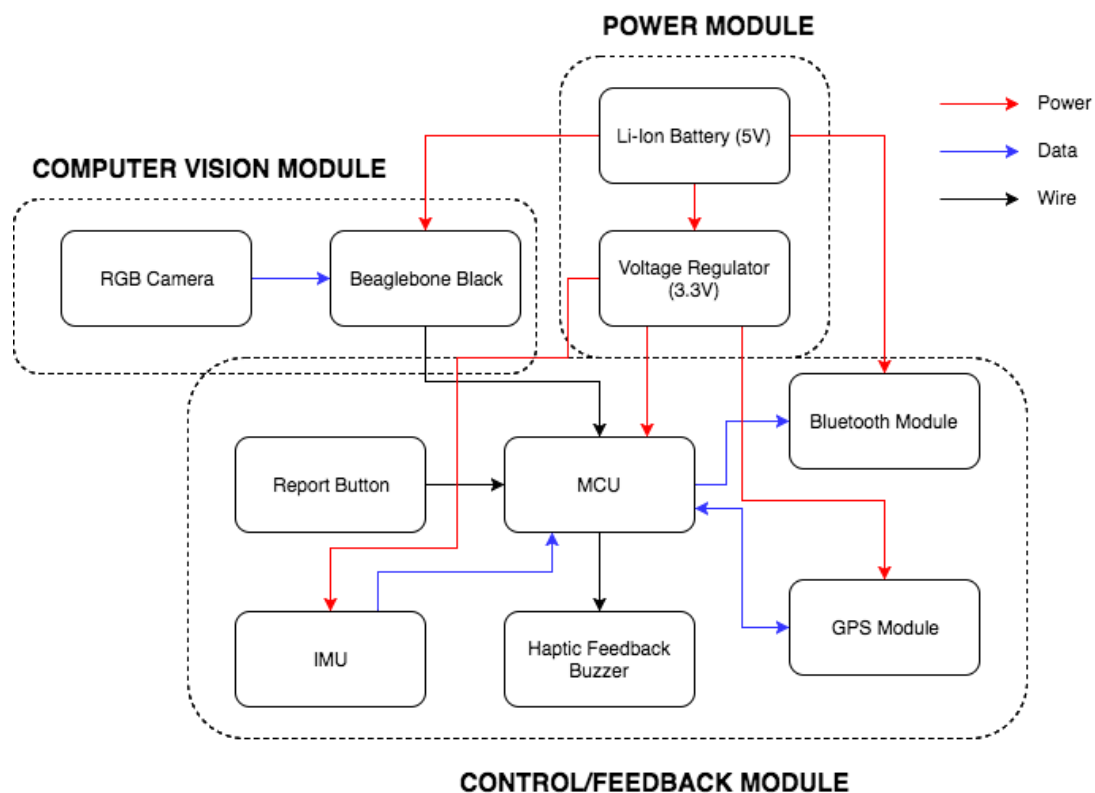 POWER MODULE
Li-Ion Battery (5V)
Power
Data
Wire
COMPUTER VISION MODULE
RGB Camera
Beaglebone Black
Voltage Regulator
(3.3V)
Bluetooth Module
Report Button
MCU
IMU
Haptic Feedback
Buzzer
GPS Module
CONTROL/FEEDBACK MODULE